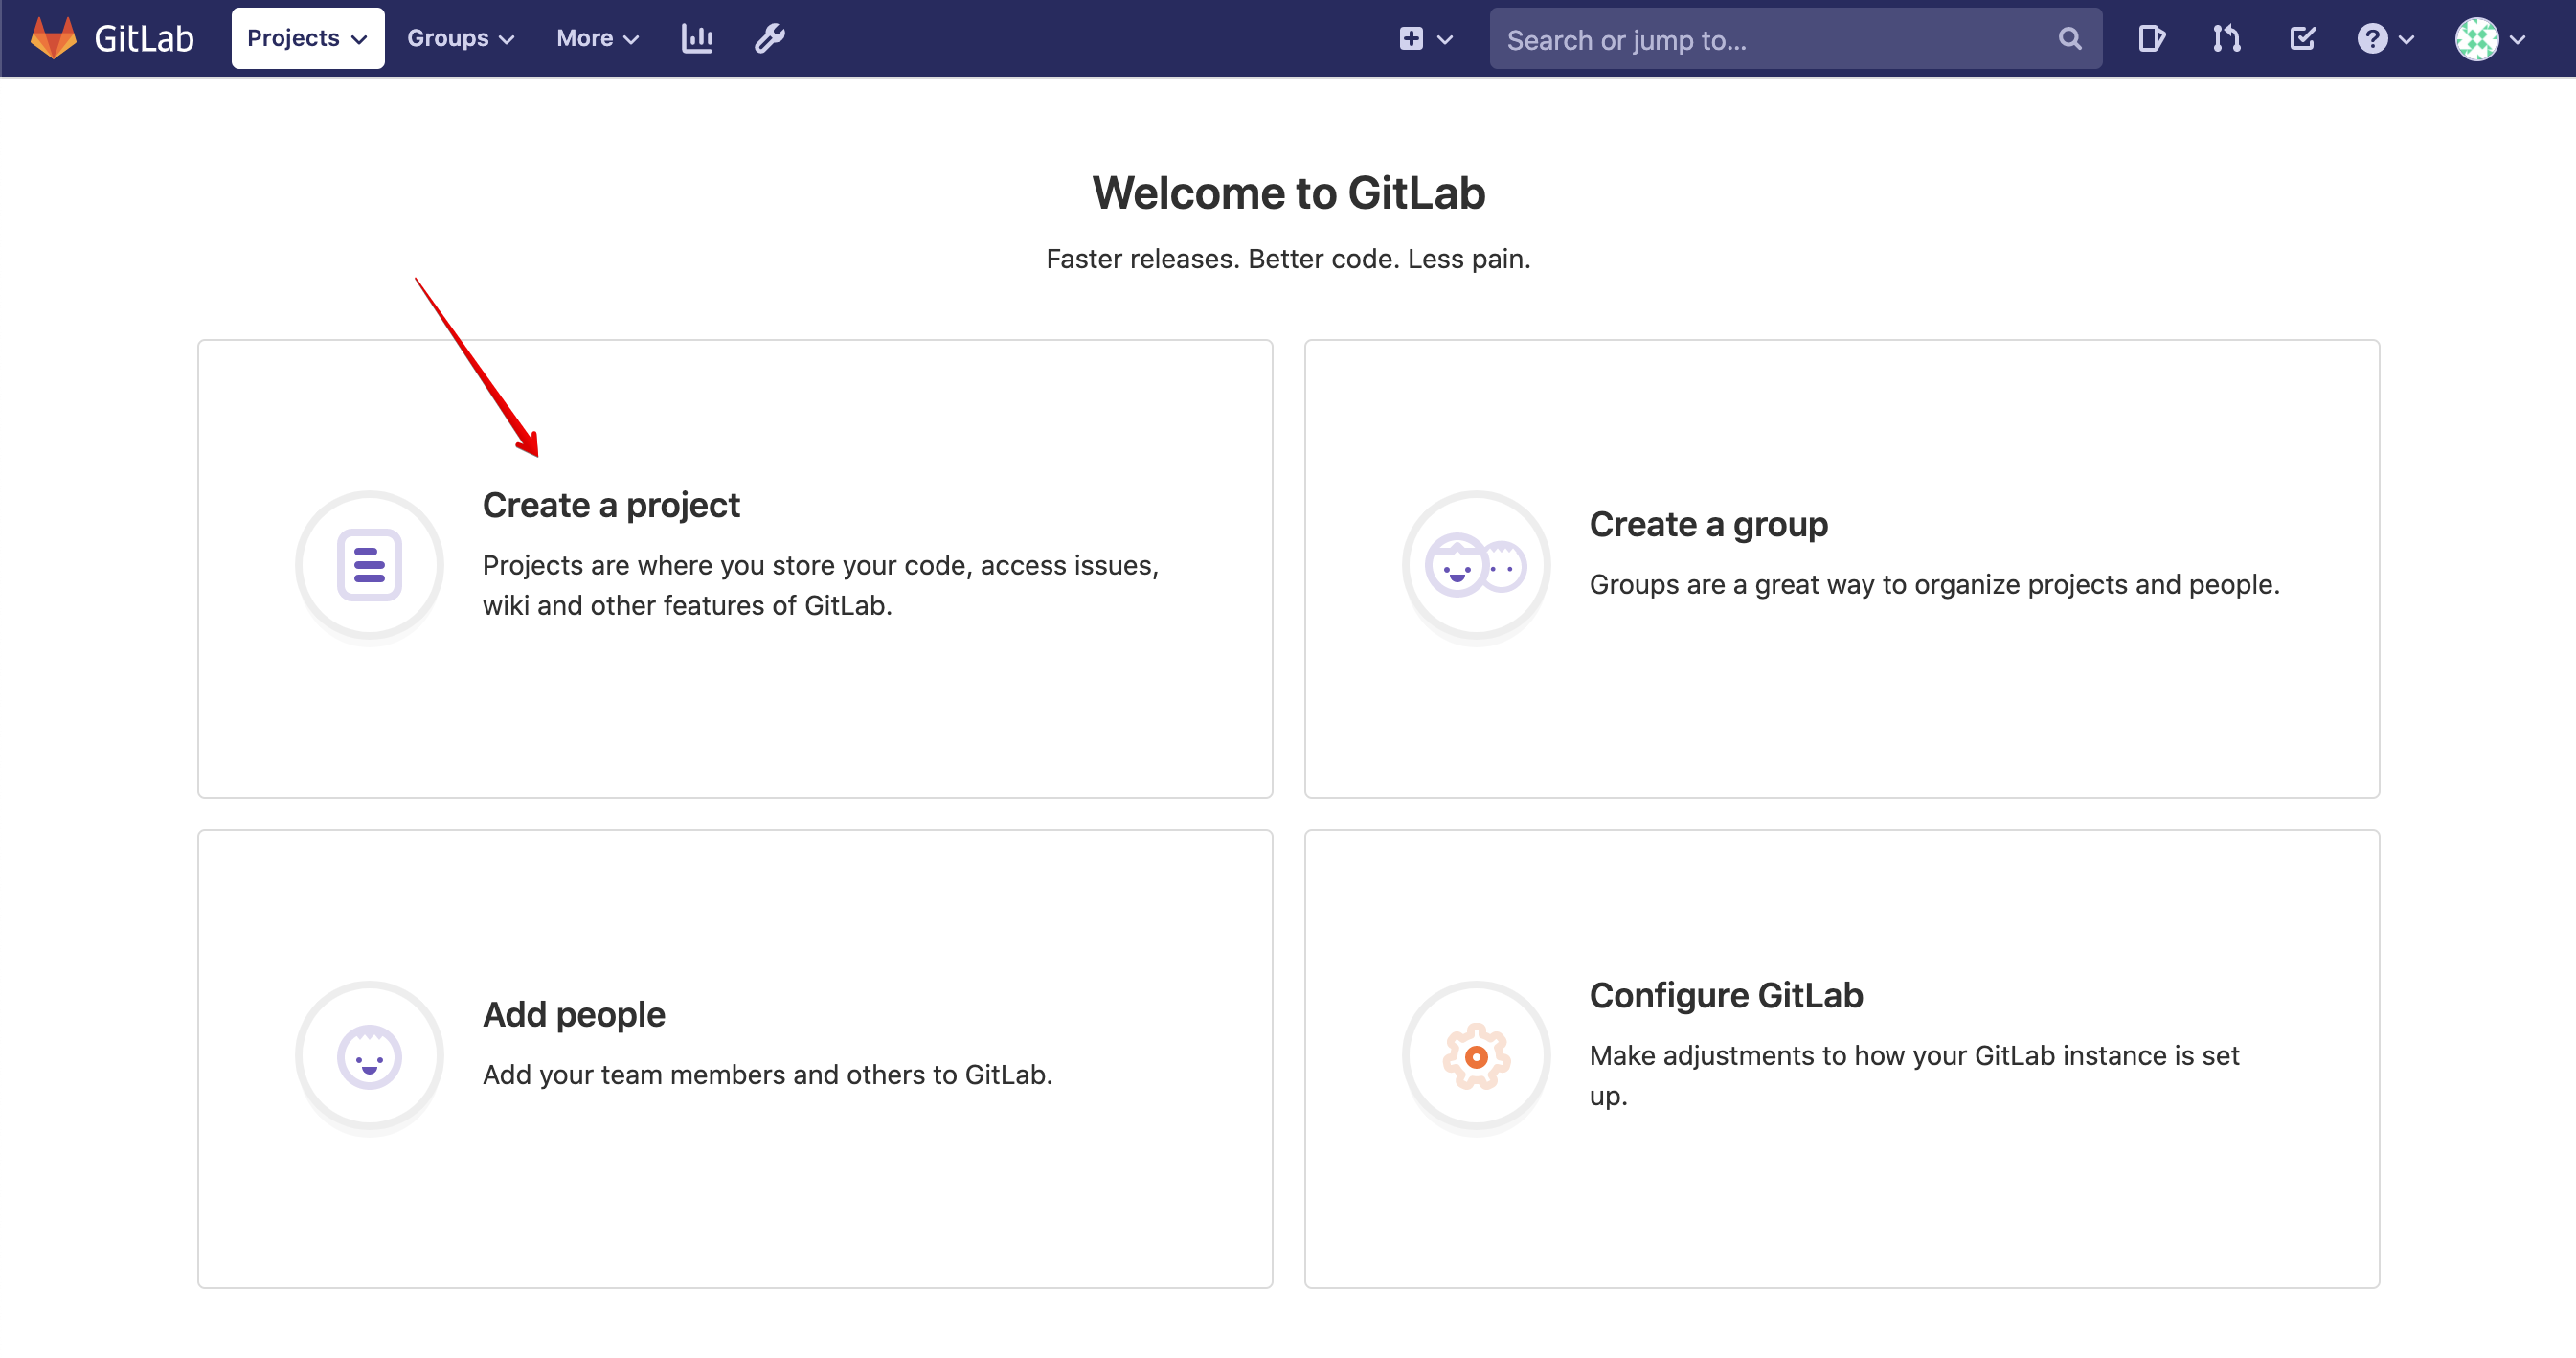 GitLab Projects Groups More Search or jump to...
Welcome to GitLab
Faster releases. Better code. Less pain.
Create a project
Projects are where you store your code, access issues,
wiki and other features of GitLab.
Create a group
Groups are a great way to organize projects and people.
Add people
Add your team members and others to GitLab.
Configure GitLab
Make adjustments to how your GitLab instance is set
up.